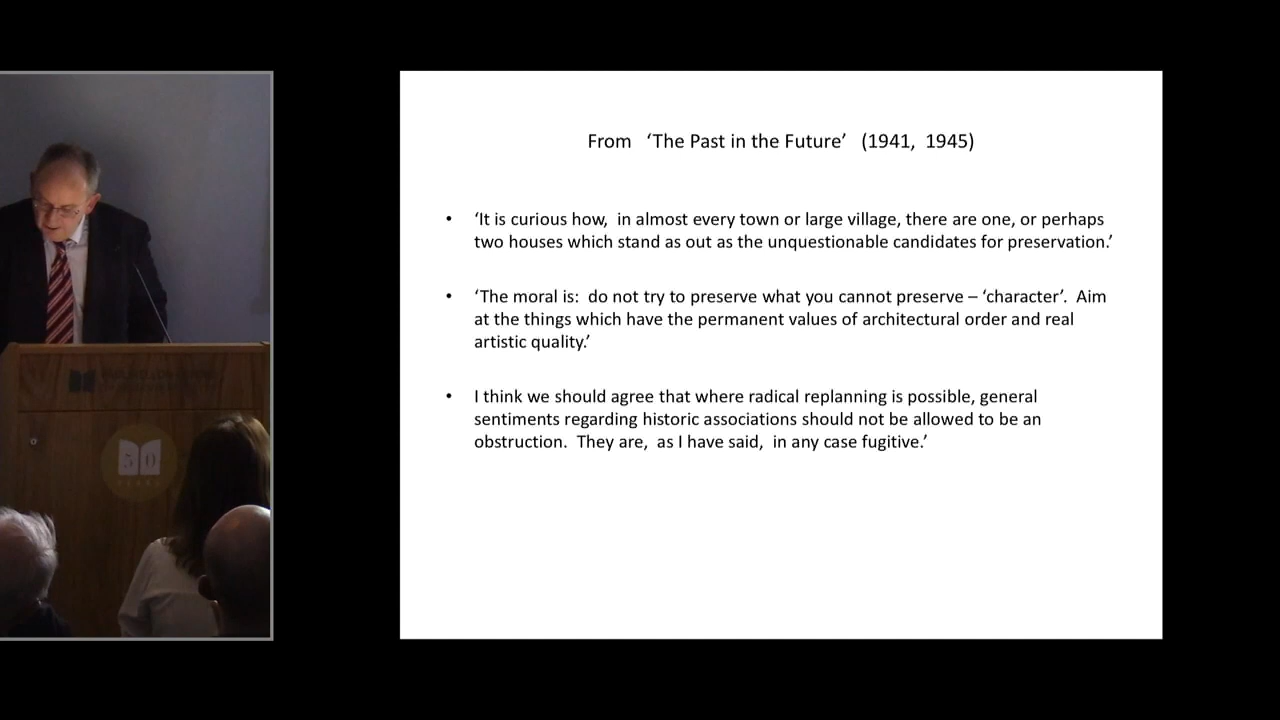 From ‘The Past in the Future’ (1941, 1945)
• ‘It is curious how, in almost every town or large village, there are one, or perhaps
two houses which stand as out as the unquestionable candidates for preservation.’
• ‘The moral is: do not try to preserve what you cannot preserve – ‘character’. Aim
at the things which have the permanent values of architectural order and real
artistic quality.’
• I think we should agree that where radical replanning is possible, general
sentiments regarding historic associations should not be allowed to be an
obstruction. They are, as I have said, in any case fugitive.’
50
YEARS